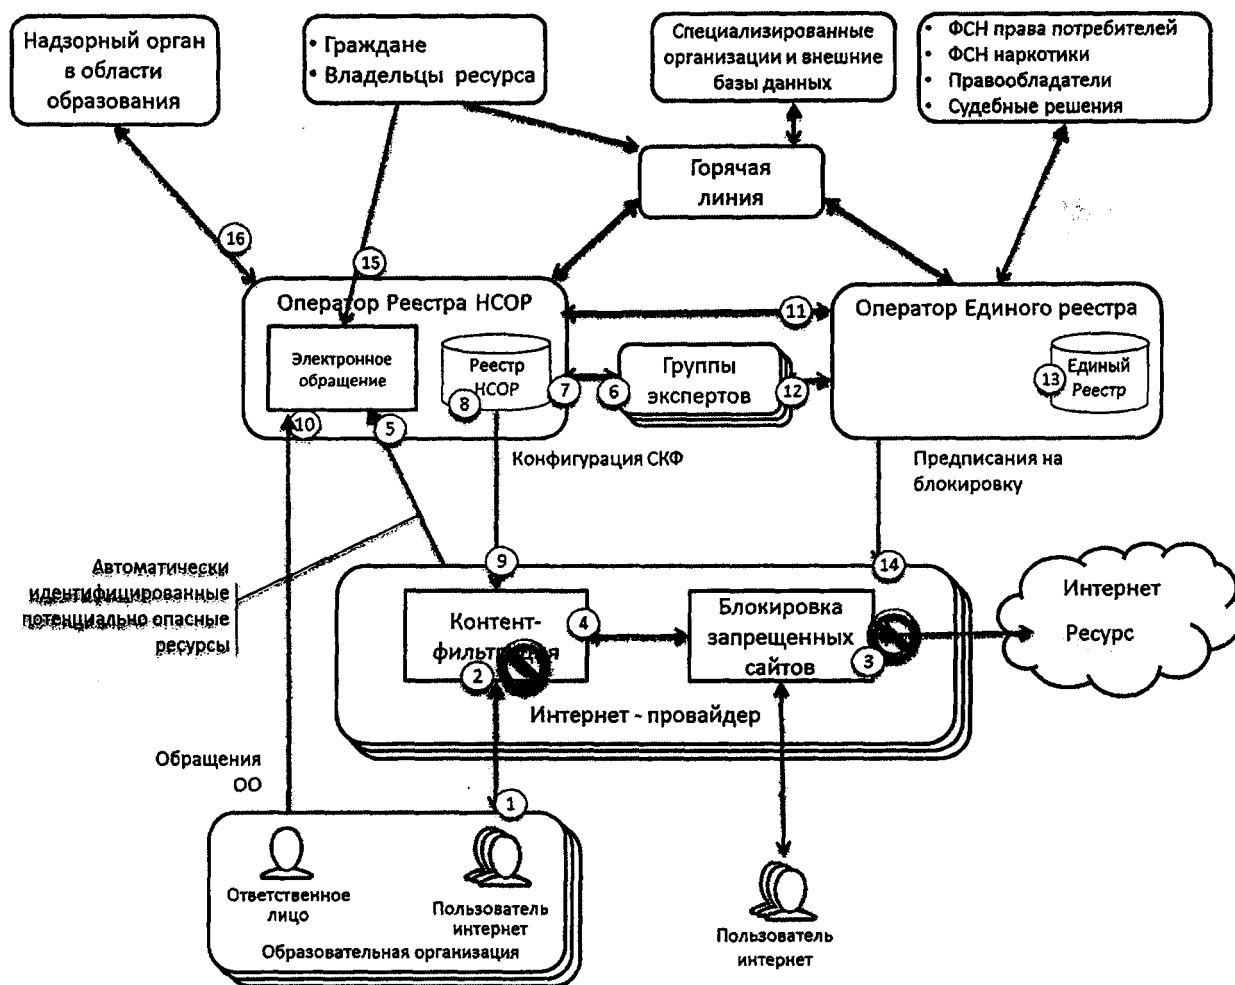 Надзорный орган
в области
образования
• Граждане
• Владельцы ресурса
Специализированные
организации и внешние
базы данных
• ФСН права потребителей
• ФСН наркотики
• Правообладатели
• Судебные решения
Горячая
линия
16
15
Оператор Реестра НСОР
11
Оператор Единого реестра
Электронное
обращение
Реестр
НСОР
8
7
6
Группы
экспертов
12
13
Единый
Реестр
10
5
Конфигурация СКФ
Предписания на
блокировку
Автоматически
идентифицированные
потенциально опасные
ресурсы
9
14
Контент-
фильтрация
2
4
Блокировка
запрещенных
сайтов
3
Интернет
Ресурс
Интернет - провайдер
Обращения
ОО
1
Ответственное
лицо
Пользователь
интернет
Образовательная организация
Пользователь
интернет